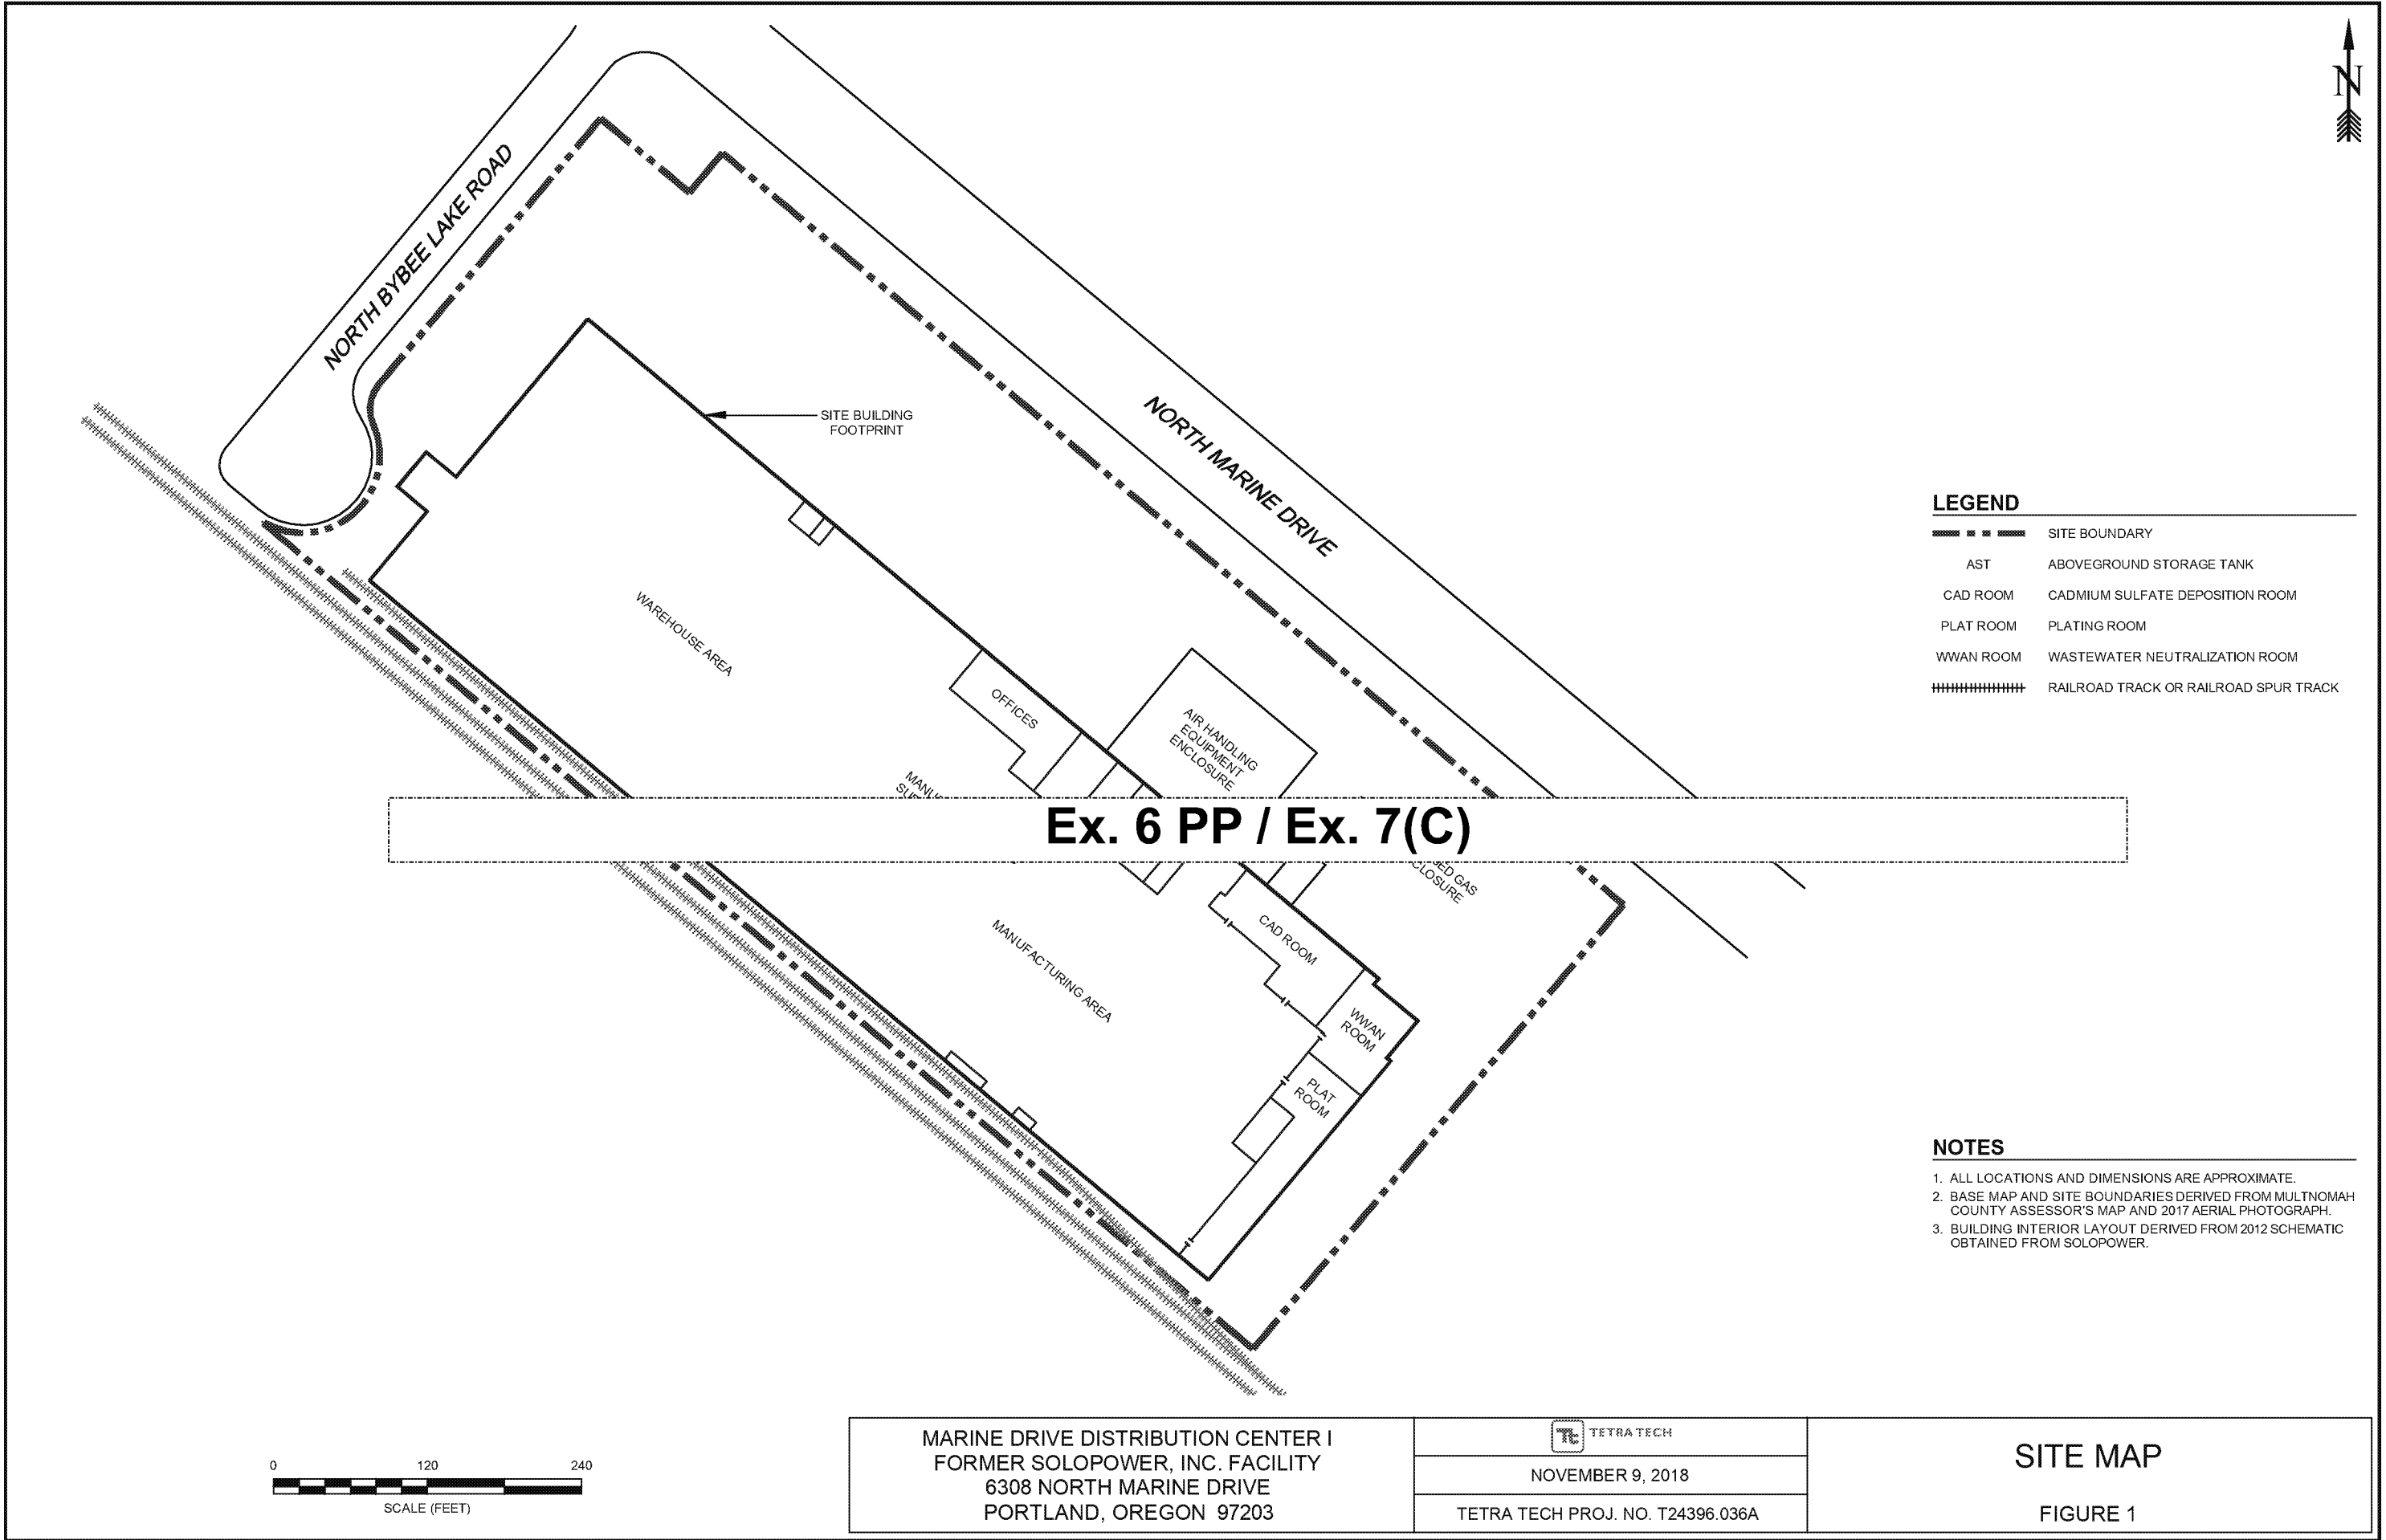 N
NORTH BYBEE LAKE ROAD
SITE BUILDING
FOOTPRINT
NORTH MARINE DRIVE
WAREHOUSE AREA
OFFICES
AIR HANDLING
EQUIPMENT
ENCLOSURE
Ex. 6 PP / Ex. 7(C)
GAS
CAD ROOM
MANUFACTURING AREA
WWAN
ROOM
PLAT
ROOM
LEGEND
SITE BOUNDARY
AST ABOVEGROUND STORAGE TANK
CAD ROOM CADMIUM SULFATE DEPOSITION ROOM
PLAT ROOM PLATING ROOM
WWAN ROOM WASTEWATER NEUTRALIZATION ROOM
RAILROAD TRACK OR RAILROAD SPUR TRACK
NOTES
1. ALL LOCATIONS AND DIMENSIONS ARE APPROXIMATE.
2. BASE MAP AND SITE BOUNDARIES DERIVED FROM MULTNOMAH
COUNTY ASSESSOR'S MAP AND 2017 AERIAL PHOTOGRAPH.
3. BUILDING INTERIOR LAYOUT DERIVED FROM 2012 SCHEMATIC
OBTAINED FROM SOLOPOWER.
0 120 240
SCALE (FEET)
MARINE DRIVE DISTRIBUTION CENTER I
FORMER SOLOPOWER, INC. FACILITY
6308 NORTH MARINE DRIVE
PORTLAND, OREGON 97203
Tt TETRA TECH
NOVEMBER 9, 2018
TETRA TECH PROJ. NO. T24396.036A
SITE MAP
FIGURE 1